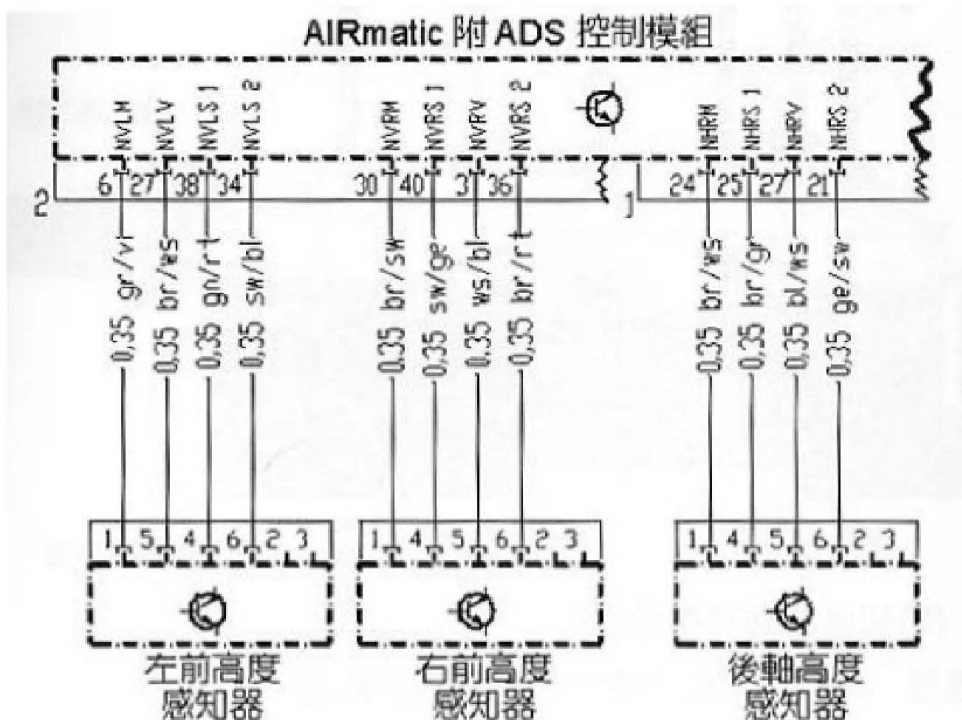 AIRmatic 附 ADS 控制模組
NVLM NVLV NVLS 1 NVLS 2 NVRM NVRS 1 NVRV NVRS 2 NHRM NHRS 1 NHRV NHRS 2
6 27 38 34 30 40 3 36 24 25 27 21
2 1
0,35 gr/vi 0,35 br/ws 0,35 gn/rt 0,35 sw/bl 0.35 br/sw 0,35 sw/ge 0,35 ws/bl 0,35 br/rt 0,35 br/ws 0,35 br/gr 0,35 bl/ws 0,35 ge/sw
1 5 4 6 2 3 1 4 5 6 2 3 1 4 5 6 2 3
左前高度 右前高度 後軸高度
感知器 感知器 感知器